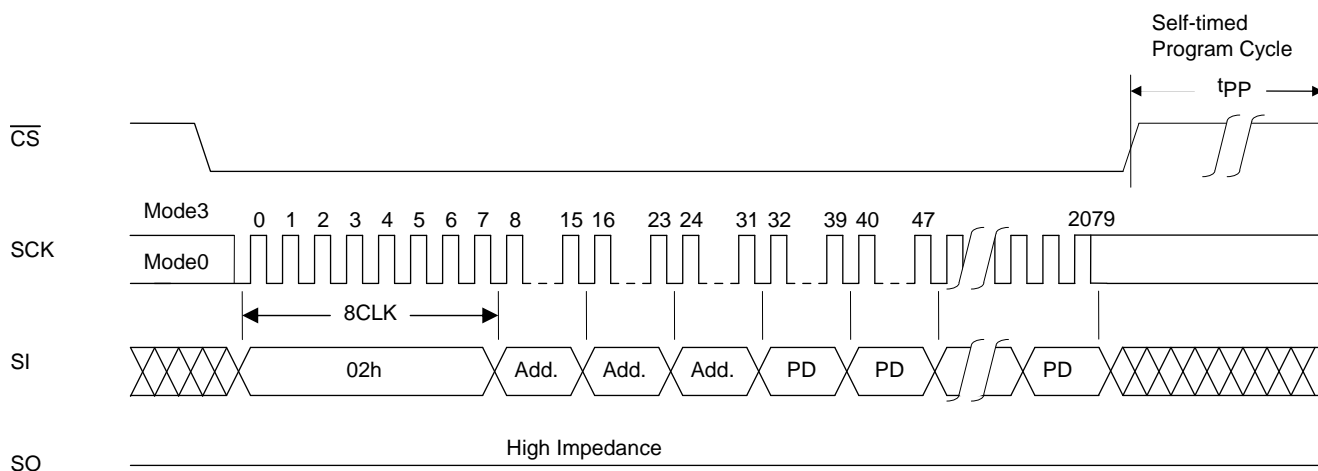 Self-timed
Program Cycle
tPP
CS
Mode3
0 1 2 3 4 5 6 7 8 15 16 23 24 31 32 39 40 47 2079
SCK
Mode0
8CLK
SI
02h Add. Add. Add. PD PD PD
High Impedance
SO